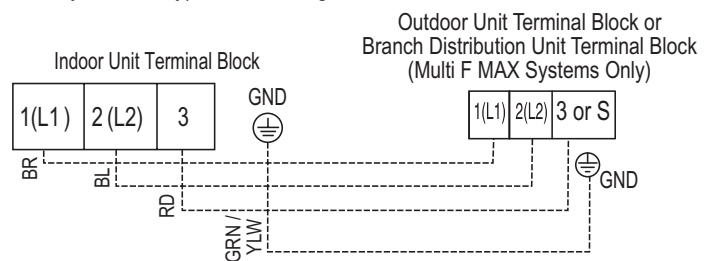 Outdoor Unit Terminal Block or
Branch Distribution Unit Terminal Block
(Multi F MAX Systems Only)
Indoor Unit Terminal Block
1(L1)
2(L2)
3
GND
1(L1)
2(L2)
3 or S
GND
BR
BL
RD
GRN /
YLW